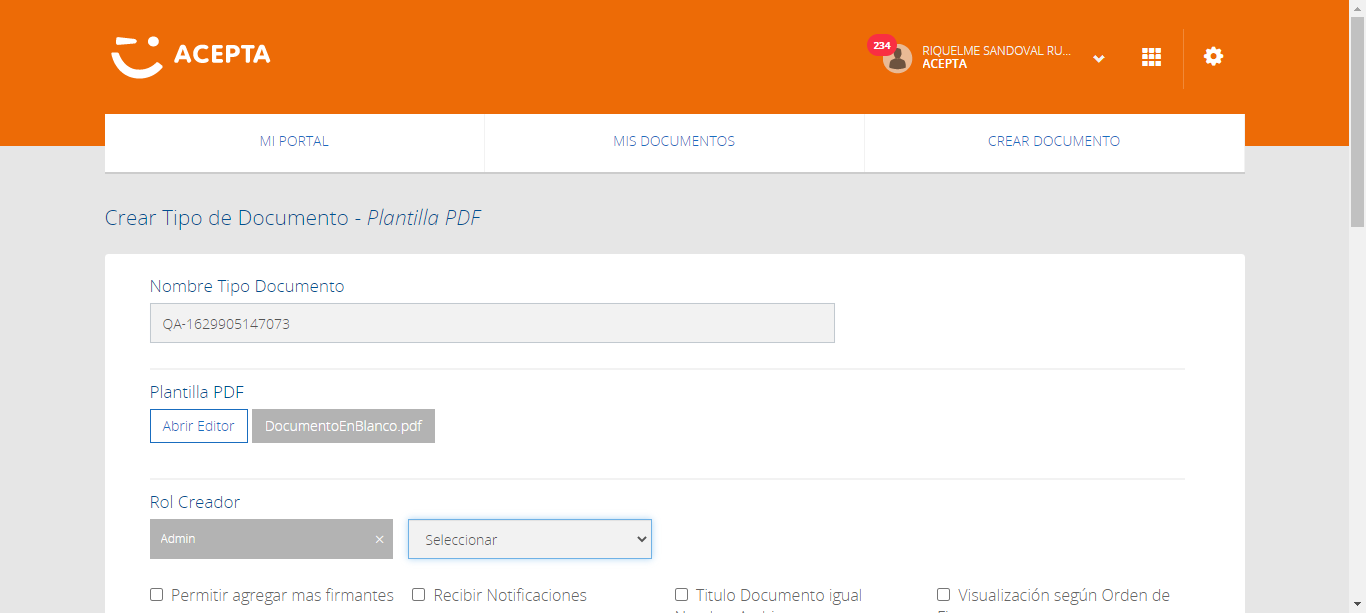 ACEPTA
234
RIQUELME SANDOVAL RU...
ACEPTA
MI PORTAL
MIS DOCUMENTOS
CREAR DOCUMENTO
Crear Tipo de Documento - Plantilla PDF
Nombre Tipo Documento
QA-1629905147073
Plantilla PDF
Abrir Editor
DocumentoEnBlanco.pdf
Rol Creador
Admin ×
Seleccionar
Permitir agregar mas firmantes
Recibir Notificaciones
Titulo Documento igual
Visualización según Orden de